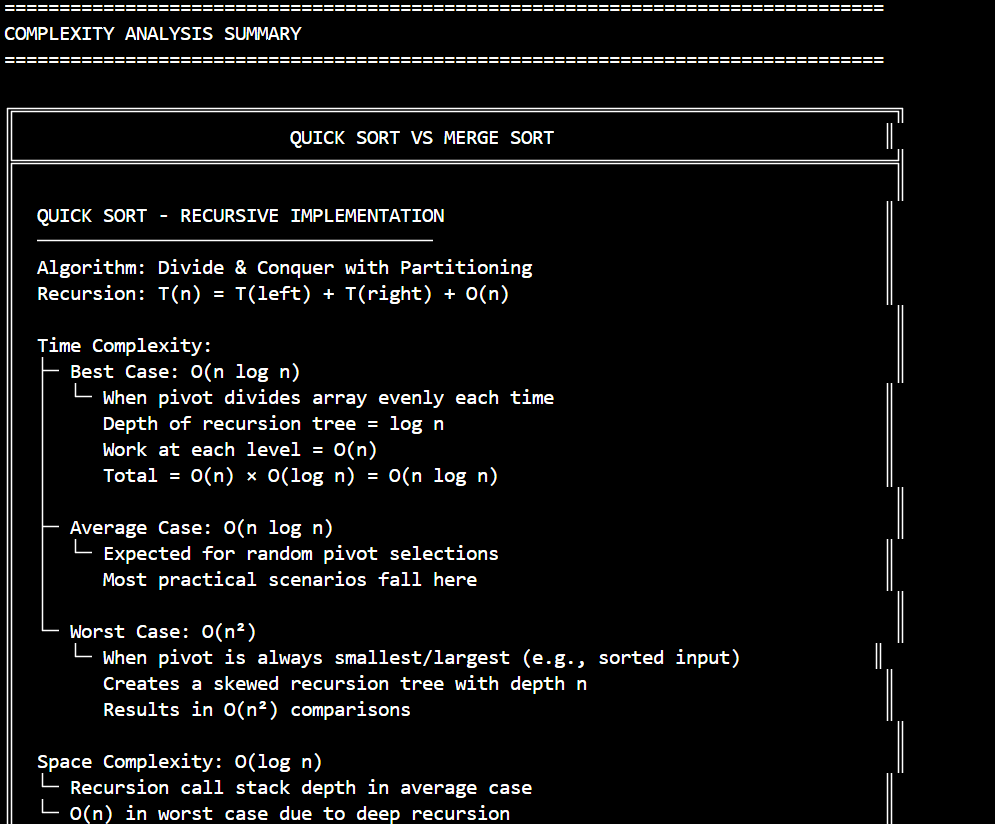 ================================================================================
COMPLEXITY ANALYSIS SUMMARY
================================================================================
QUICK SORT VS MERGE SORT
QUICK SORT - RECURSIVE IMPLEMENTATION
Algorithm: Divide & Conquer with Partitioning
Recursion: T(n) = T(left) + T(right) + O(n)
Time Complexity:
├─ Best Case: O(n log n)
│  └─ When pivot divides array evenly each time
│     Depth of recursion tree = log n
│     Work at each level = O(n)
│     Total = O(n) × O(log n) = O(n log n)
├─ Average Case: O(n log n)
│  └─ Expected for random pivot selections
│     Most practical scenarios fall here
└─ Worst Case: O(n²)
   └─ When pivot is always smallest/largest (e.g., sorted input)
      Creates a skewed recursion tree with depth n
      Results in O(n²) comparisons
Space Complexity: O(log n)
└─ Recursion call stack depth in average case
└─ O(n) in worst case due to deep recursion